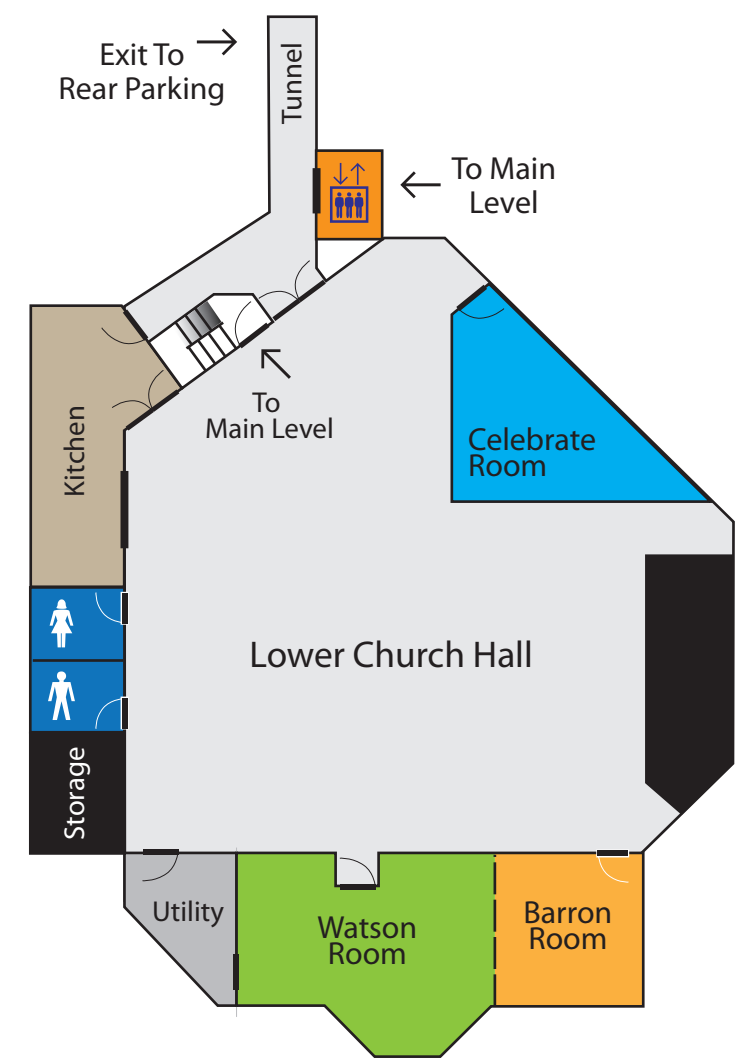 Exit To
Rear Parking
Tunnel
To Main
Level
To
Main Level
Celebrate
Room
Kitchen
Lower Church Hall
Storage
Utility
Watson
Room
Barron
Room